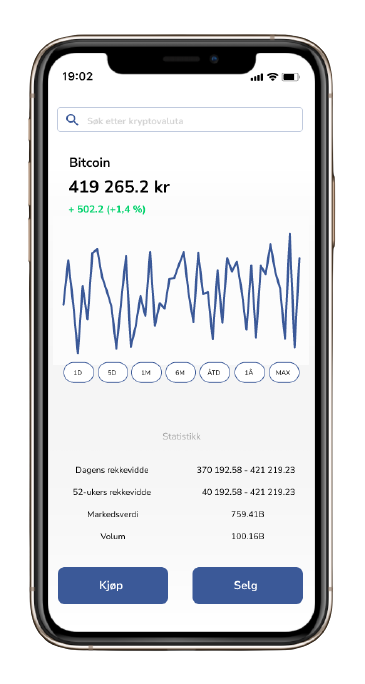 19:02
Søk etter kryptovaluta
Bitcoin
419 265.2 kr
+ 502.2 (+1,4 %)
1D 5D 1M 6M ÅTD 1Å MAX
Statistikk
Dagens rekkevidde 370 192.58 - 421 219.23
52-ukers rekkevidde 40 192.58 - 421 219.23
Markedsverdi 759.41B
Volum 100.16B
Kjøp Selg